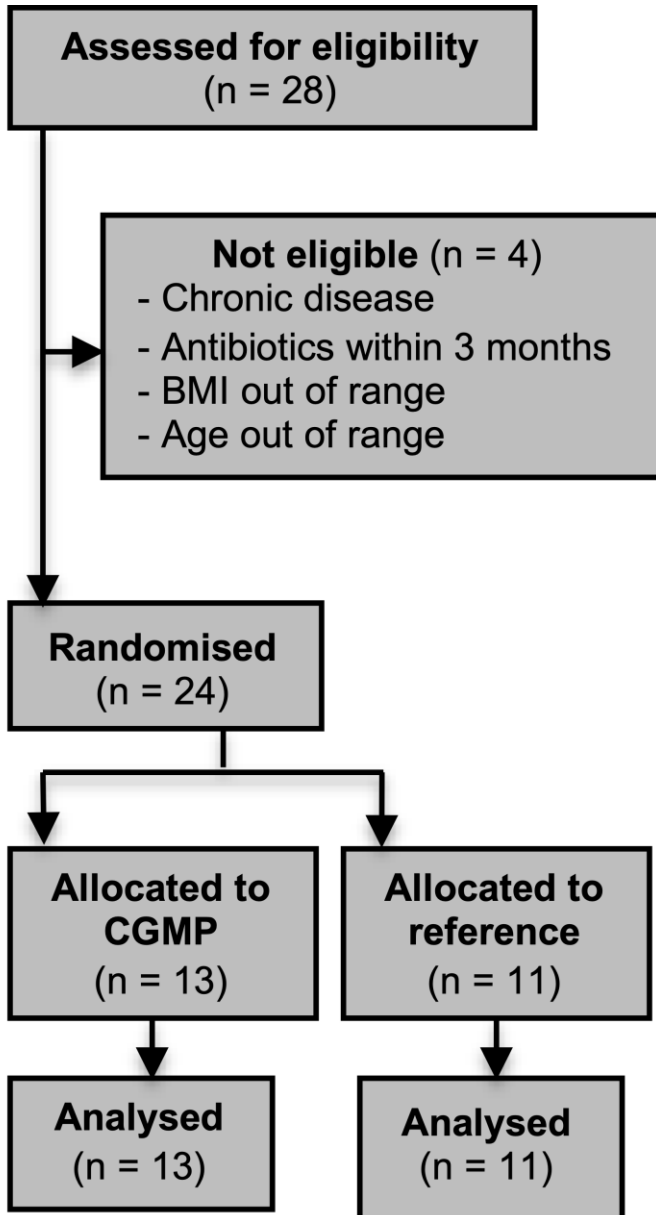 Assessed for eligibility
(n = 28)
Not eligible (n = 4)
- Chronic disease
- Antibiotics within 3 months
- BMI out of range
- Age out of range
Randomised
(n = 24)
Allocated to
CGMP
(n = 13)
Allocated to
reference
(n = 11)
Analysed
(n = 13)
Analysed
(n = 11)